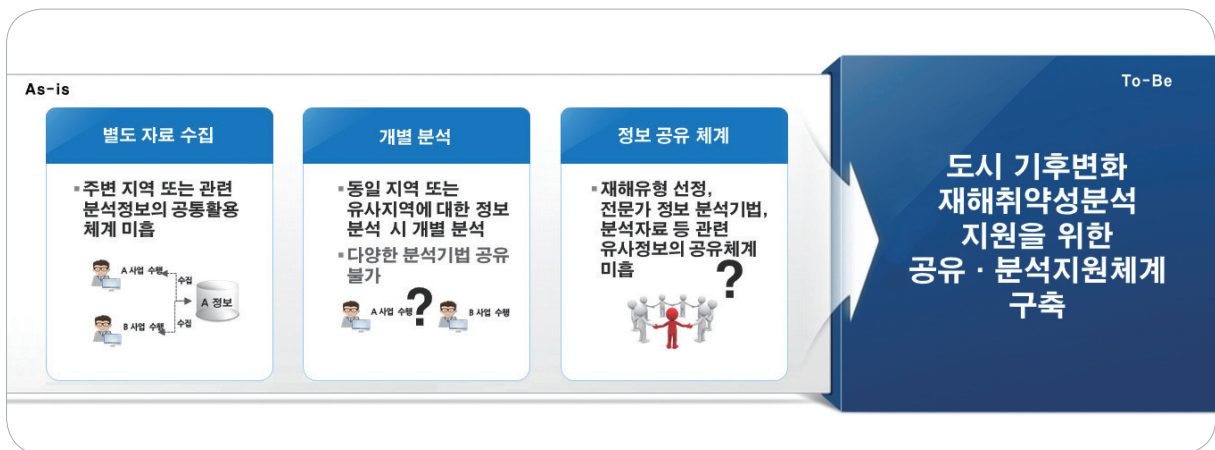 As-is
To-Be
별도 자료 수집
▪주변 지역 또는 관련
분석정보의 공통활용
체계 미흡
A 사업 수행
수집
A 정보
B 사업 수행
수집
개별 분석
▪동일 지역 또는
유사지역에 대한 정보
분석 시 개별 분석
▪다양한 분석기법 공유
불가
A 사업 수행
?
B 사업 수행
정보 공유 체계
▪재해유형 선정,
전문가 정보 분석기법,
분석자료 등 관련
유사정보의 공유체계
미흡
?
도시 기후변화
재해취약성분석
지원을 위한
공유 · 분석지원체계
구축